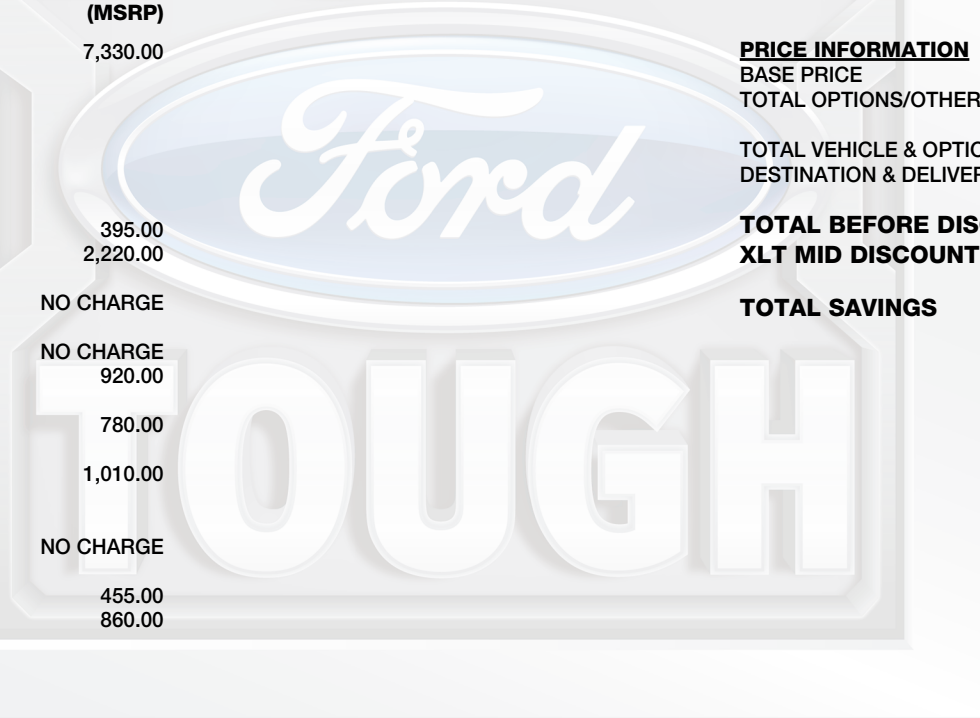 (MSRP)
7,330.00
395.00
2,220.00
NO CHARGE
NO CHARGE
920.00
780.00
1,010.00
NO CHARGE
455.00
860.00
Ford
TOUGH
PRICE INFORMATION
BASE PRICE
TOTAL OPTIONS/OTHER
TOTAL VEHICLE & OPTIO
DESTINATION & DELIVER
TOTAL BEFORE DIS
XLT MID DISCOUNT
TOTAL SAVINGS